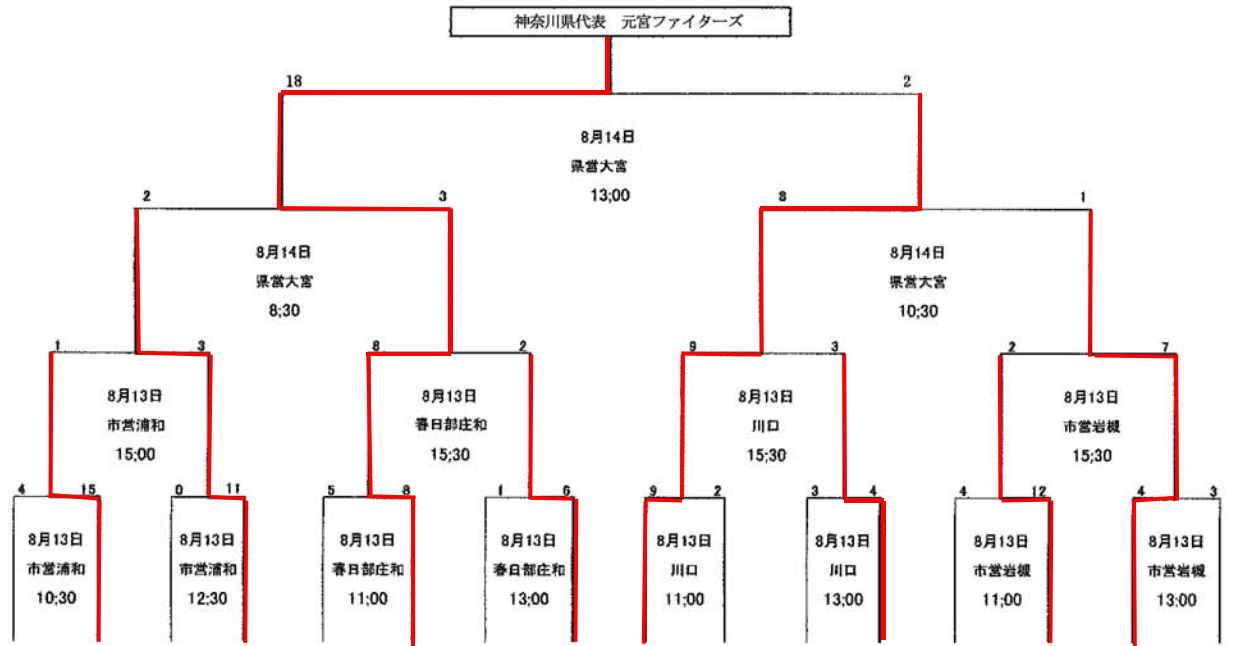 神奈川県代表 元宮ファイターズ
18
2
8月14日
県営大宮
13;00
2
3
8
1
8月14日
県営大宮
8;30
8月14日
県営大宮
10;30
1
3
8
2
9
3
2
7
8月13日
市営浦和
15;00
8月13日
春日部庄和
15;30
8月13日
川口
15;30
8月13日
市営岩槻
15;30
4
15
0
11
5
8
1
6
9
2
3
4
4
12
4
3
8月13日
市営浦和
10;30
8月13日
市営浦和
12;30
8月13日
春日部庄和
11;00
8月13日
春日部庄和
13;00
8月13日
川口
11;00
8月13日
川口
13;00
8月13日
市営岩槻
11;00
8月13日
市営岩槻
13;00